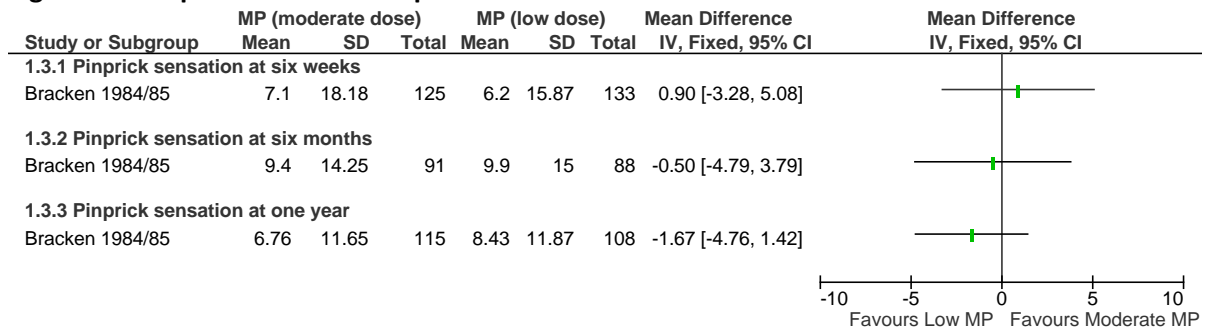 MP (moderate dose) MP (low dose) Mean Difference Mean Difference
Study or Subgroup Mean SD Total Mean SD Total IV, Fixed, 95% CI IV, Fixed, 95% CI
1.3.1 Pinprick sensation at six weeks
Bracken 1984/85 7.1 18.18 125 6.2 15.87 133 0.90 [-3.28, 5.08]
1.3.2 Pinprick sensation at six months
Bracken 1984/85 9.4 14.25 91 9.9 15 88 -0.50 [-4.79, 3.79]
1.3.3 Pinprick sensation at one year
Bracken 1984/85 6.76 11.65 115 8.43 11.87 108 -1.67 [-4.76, 1.42]
-10 -5 0 5 10
Favours Low MP Favours Moderate MP